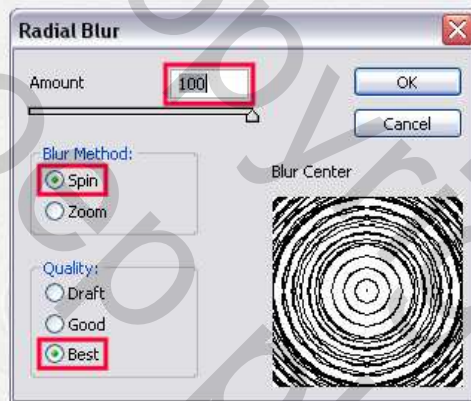 Radial Blur
Amount 100
OK
Cancel
Blur Method:
Spin
Zoom
Blur Center
Quality:
Draft
Good
Best